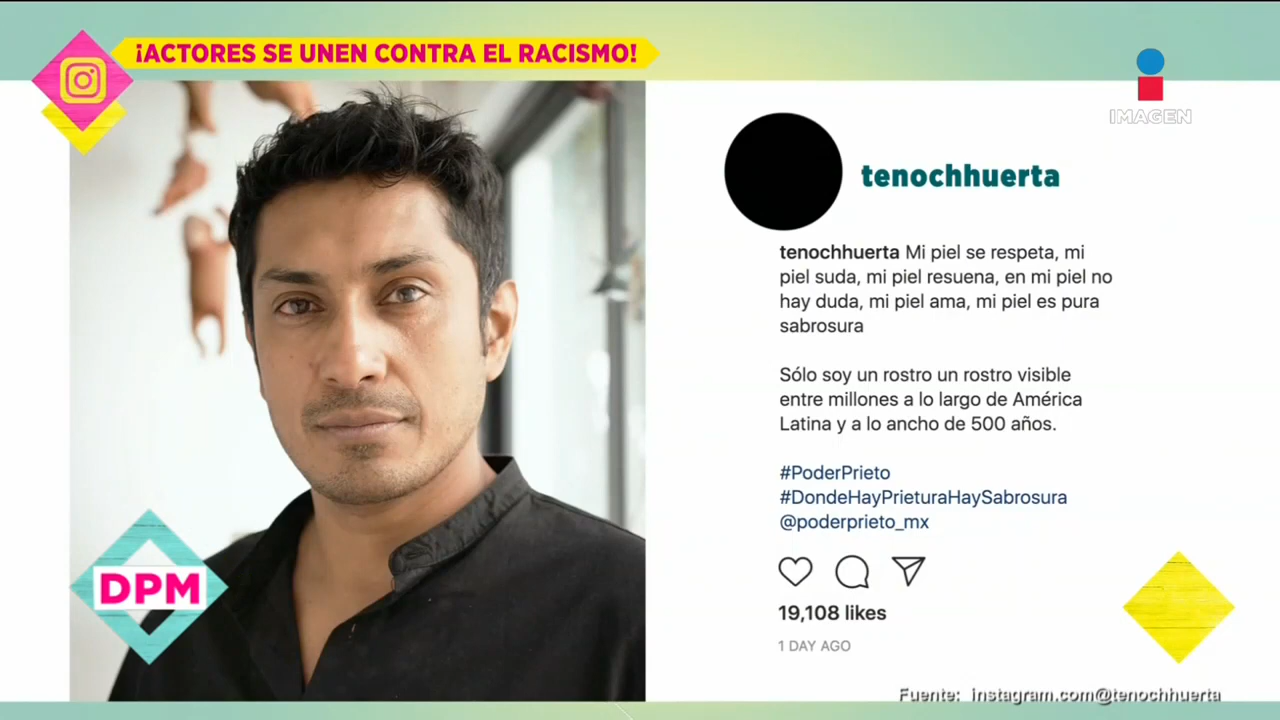 ¡ACTORES SE UNEN CONTRA EL RACISMO!
IMAGEN
tenochhuerta
tenochhuerta Mi piel se respeta, mi
piel suda, mi piel resuena, en mi piel no
hay duda, mi piel ama, mi piel es pura
sabrosura
Sólo soy un rostro un rostro visible
entre millones a lo largo de América
Latina y a lo ancho de 500 años.
#PoderPrieto
#DondeHayPrieturaHaySabrosura
@poderprieto_mx
19,108 likes
1 DAY AGO
DPM
Fuente: instagram.com@tenochhuerta